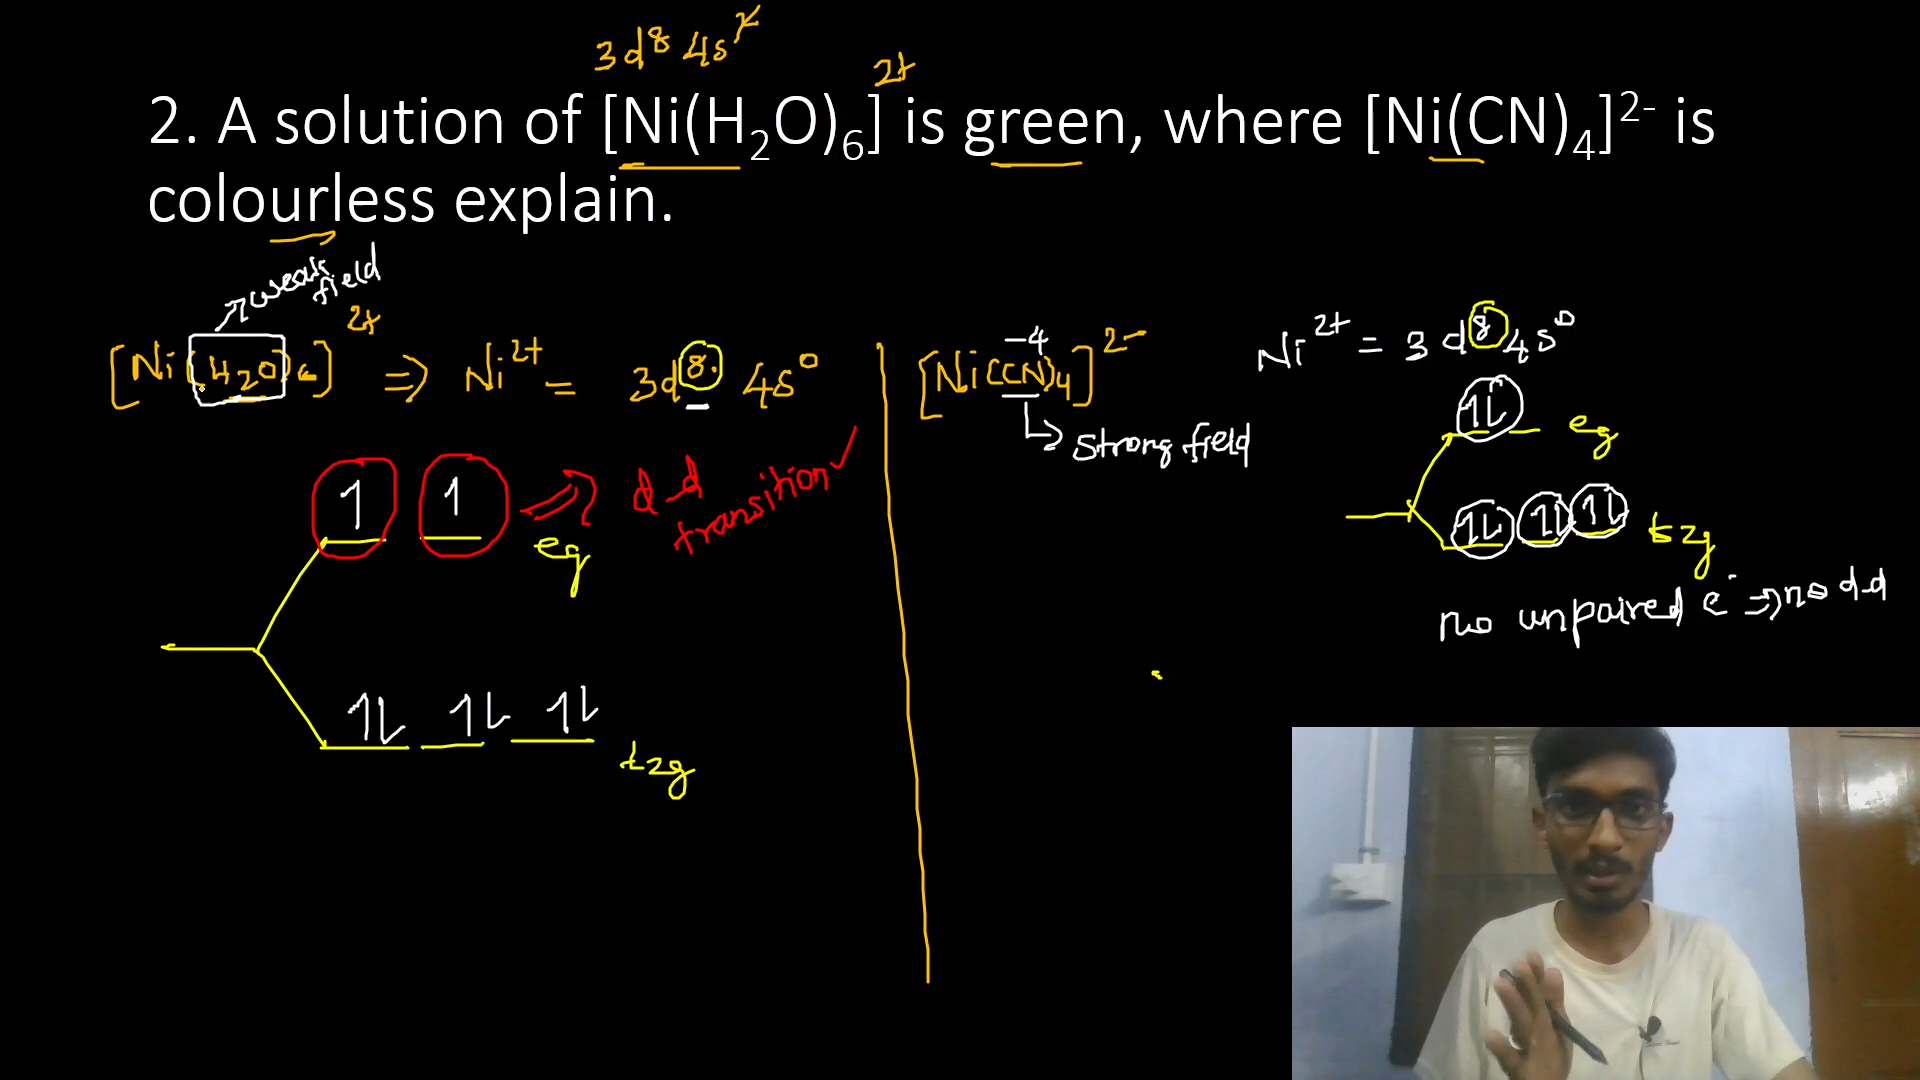 3d⁸ 4s²
2. A solution of [Ni(H₂O)₆]²⁺ is green, where [Ni(CN)₄]²⁻ is
colourless explain.
weak field
[Ni(H₂O)₆]²⁺ ⇒ Ni²⁺ = 3d⁸ 4s⁰
1 1 ⇒ d-d transition ✓
eg
1L 1L 1L
t₂g
-4
[Ni(CN)₄]²⁻
↳ Strong field
Ni²⁺ = 3d⁸ 4s⁰
1L eg
1L 1L 1L t₂g
no unpaired e⁻ ⇒ no d-d